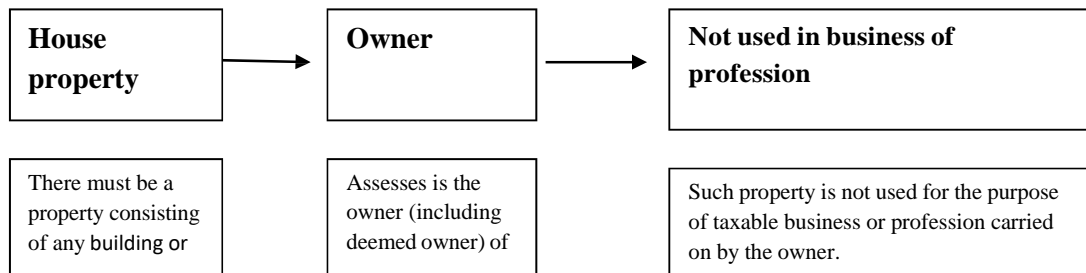 House
property
Owner
Not used in business of
profession
There must be a
property consisting
of any building or
Assesses is the
owner (including
deemed owner) of
Such property is not used for the purpose
of taxable business or profession carried
on by the owner.